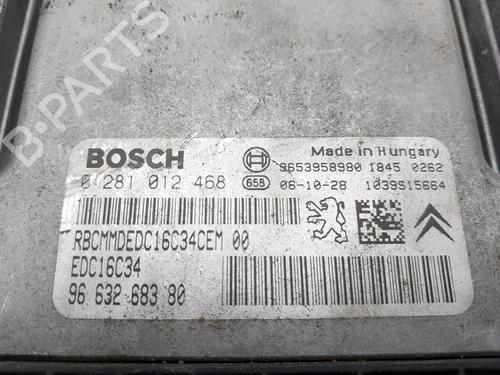 B-PARTS
BOSCH
Made in Hungary
9653958980 1845 0262
0 281 012 468
658
06-10-28
1039S15664
RBCMMDEDC16C34CEM 00
EDC16C34
96 632 683 80